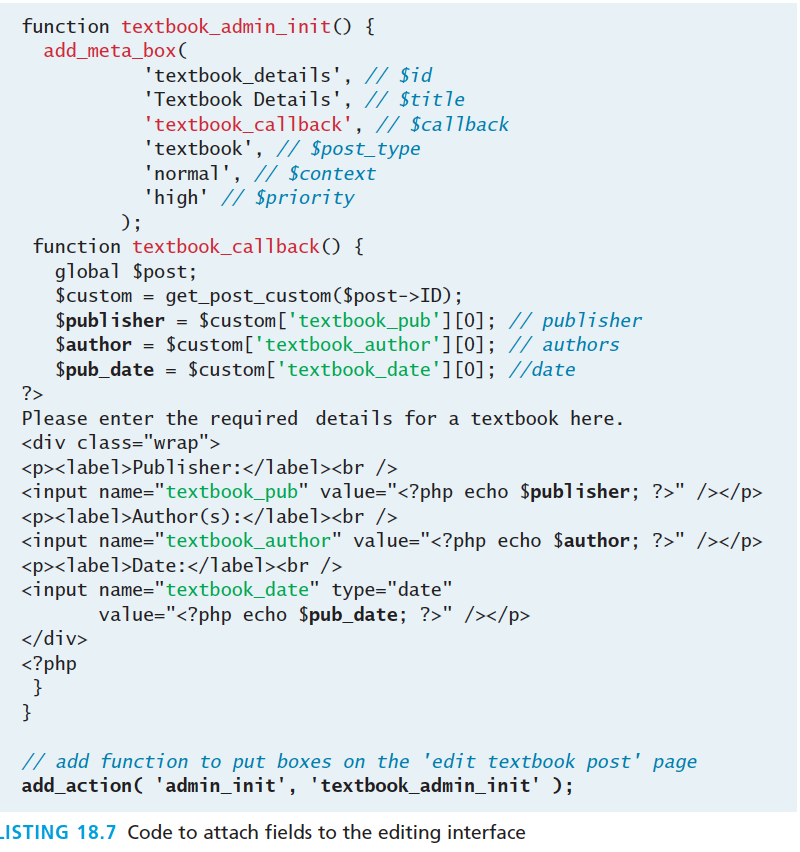 function textbook_admin_init() {
add_meta_box(
'textbook_details', // $id
'Textbook Details', // $title
'textbook_callback', // $callback
'textbook', // $post_type
'normal', // $context
'high' // $priority
);
function textbook_callback() {
global $post;
$custom = get_post_custom($post->ID);
$publisher = $custom['textbook_pub'][0]; // publisher
$author = $custom['textbook_author'][0]; // authors
$pub_date = $custom['textbook_date'][0]; //date
?>
Please enter the required details for a textbook here.
<div class="wrap">
<p><label>Publisher:</label><br />
<input name="textbook_pub" value="<?php echo $publisher; ?>" /></p>
<p><label>Author(s):</label><br />
<input name="textbook_author" value="<?php echo $author; ?>" /></p>
<p><label>Date:</label><br />
<input name="textbook_date" type="date"
value="<?php echo $pub_date; ?>" /></p>
</div>
<?php
}
}
// add function to put boxes on the 'edit textbook post' page
add_action( 'admin_init', 'textbook_admin_init' );
LISTING 18.7 Code to attach fields to the editing interface